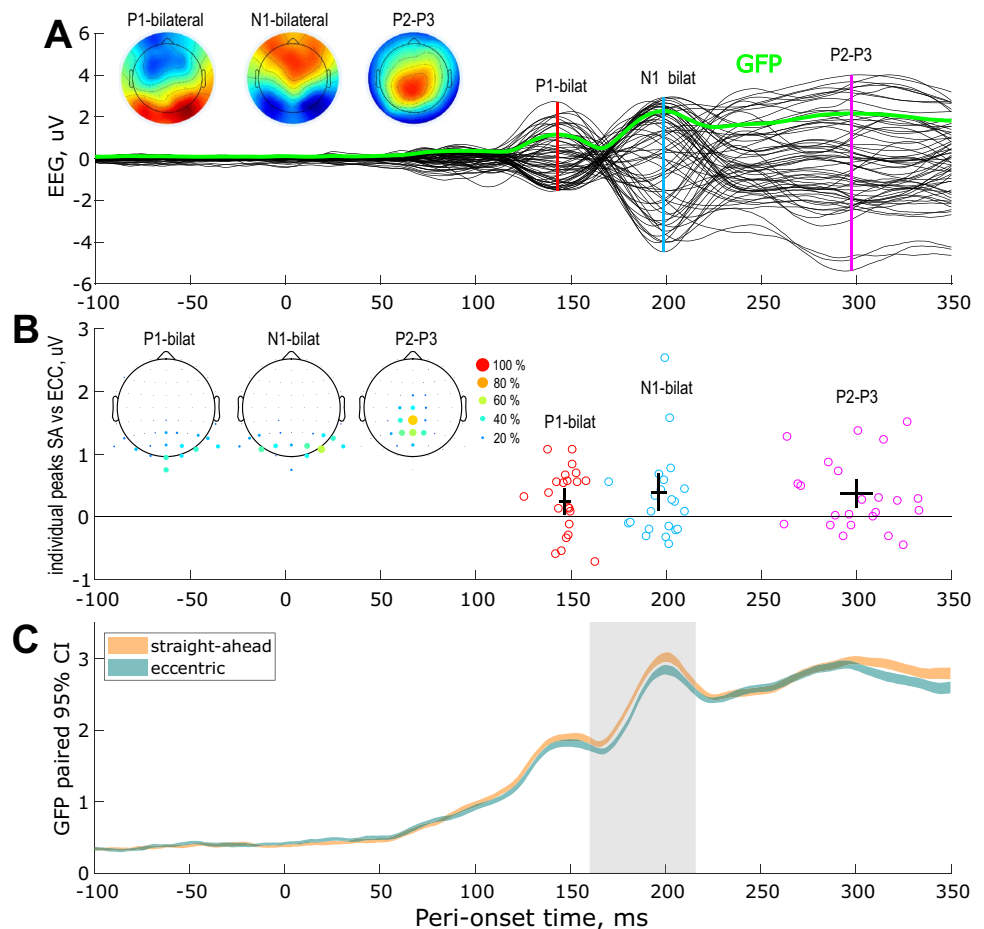 A
P1-bilateral
N1-bilateral
P2-P3
EEG, uV
6
4
2
0
-2
-4
-6
P1-bilat
N1 bilat
GFP
P2-P3
-100
-50
0
50
100
150
200
250
300
350
B
individual peaks SA vs ECC, uV
3
2
1
0
-1
P1-bilat
N1-bilat
P2-P3
100 %
80 %
60 %
40 %
20 %
P1-bilat
N1-bilat
P2-P3
-100
-50
0
50
100
150
200
250
300
350
C
GFP paired 95% CI
3
2
1
0
straight-ahead
eccentric
-100
-50
0
50
100
150
200
250
300
350
Peri-onset time, ms